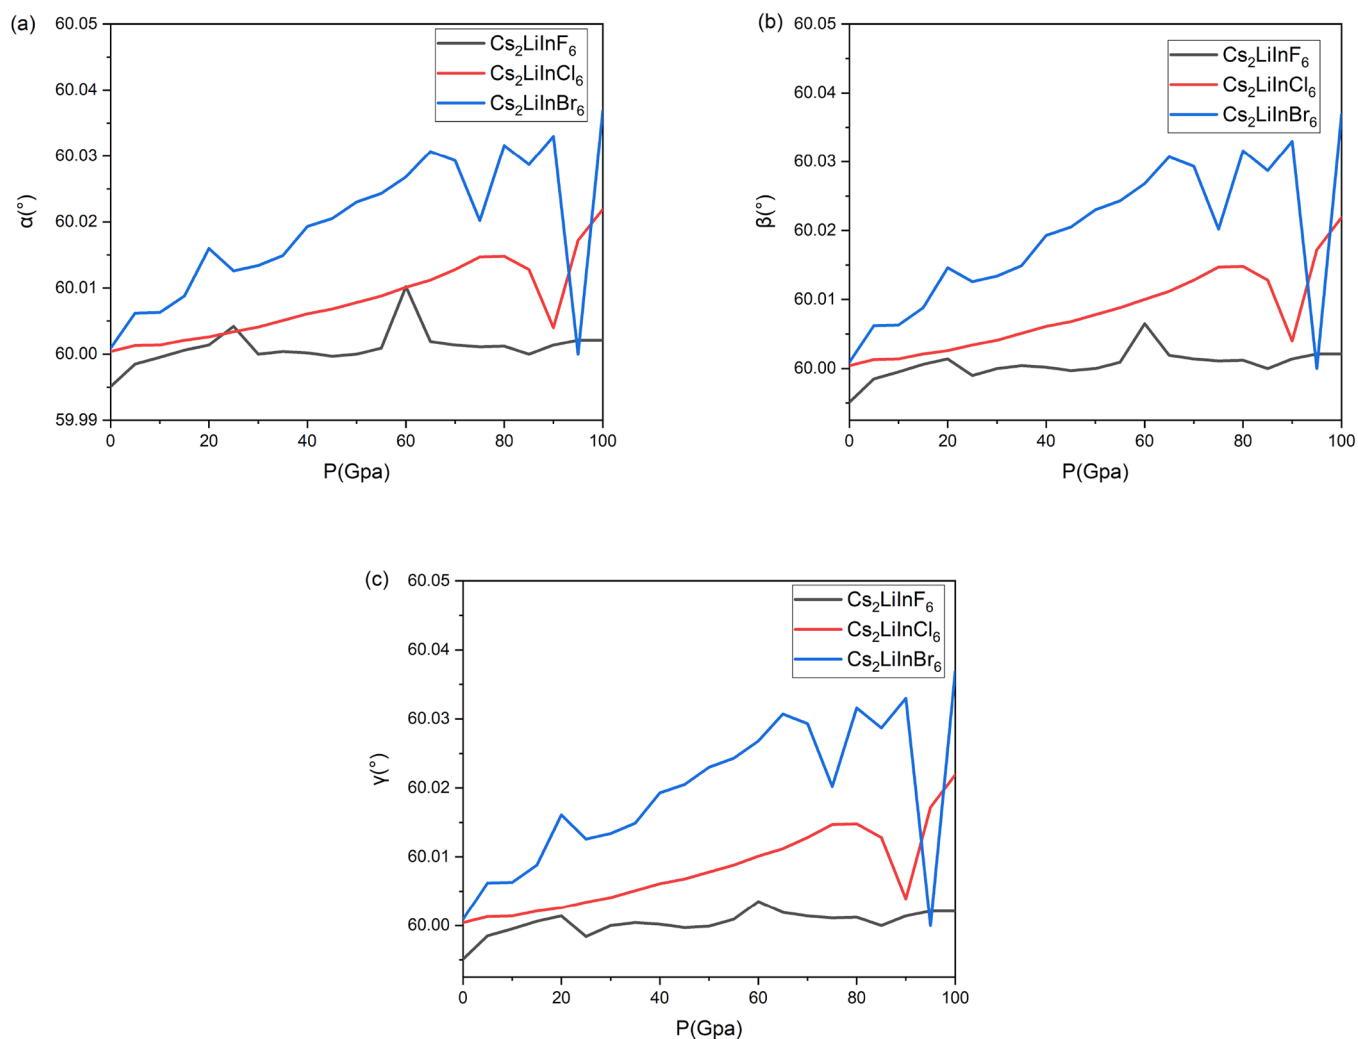 (a)
60.05
60.04
60.03
60.02
60.01
60.00
59.99
α(°)
Cs₂LiInF₆
Cs₂LiInCl₆
Cs₂LiInBr₆
0 20 40 60 80 100
P(Gpa)
(b)
60.05
60.04
60.03
60.02
60.01
60.00
β(°)
Cs₂LiInF₆
Cs₂LiInCl₆
Cs₂LiInBr₆
0 20 40 60 80 100
P(Gpa)
(c)
60.05
60.04
60.03
60.02
60.01
60.00
γ(°)
Cs₂LiInF₆
Cs₂LiInCl₆
Cs₂LiInBr₆
0 20 40 60 80 100
P(Gpa)